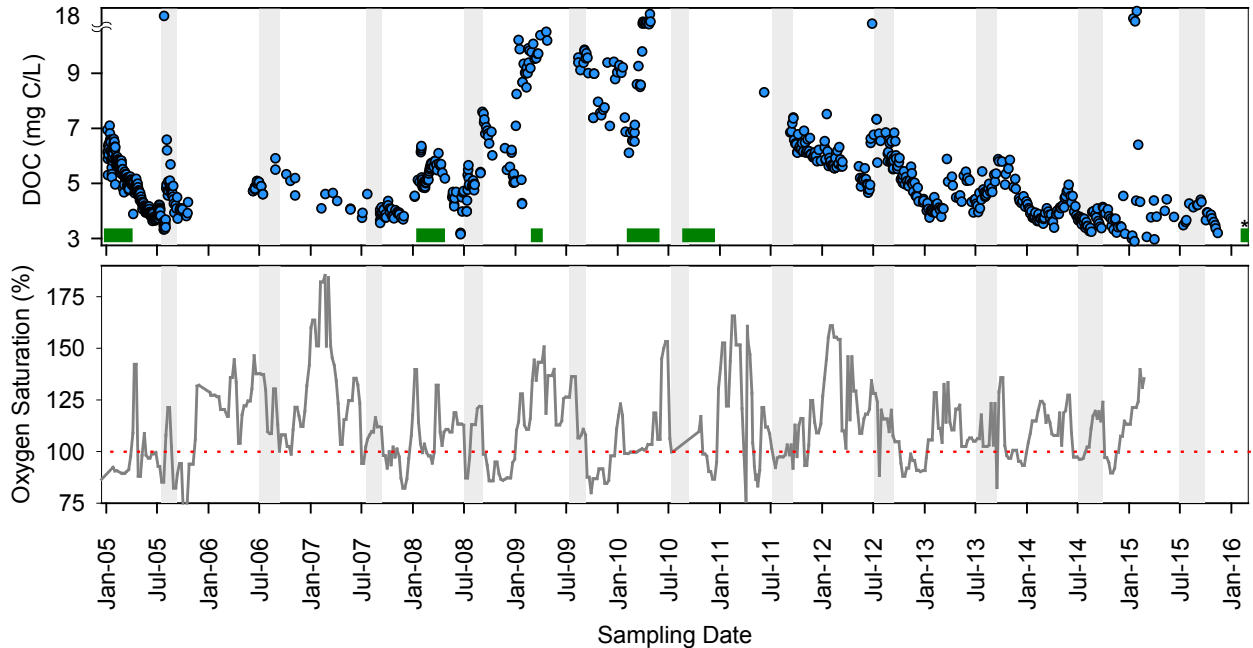 18
9
7
5
3
DOC (mg C/L)
*
175
150
125
100
75
Oxygen Saturation (%)
Jan-05
Jul-05
Jan-06
Jul-06
Jan-07
Jul-07
Jan-08
Jul-08
Jan-09
Jul-09
Jan-10
Jul-10
Jan-11
Jul-11
Jan-12
Jul-12
Jan-13
Jul-13
Jan-14
Jul-14
Jan-15
Jul-15
Jan-16
Sampling Date